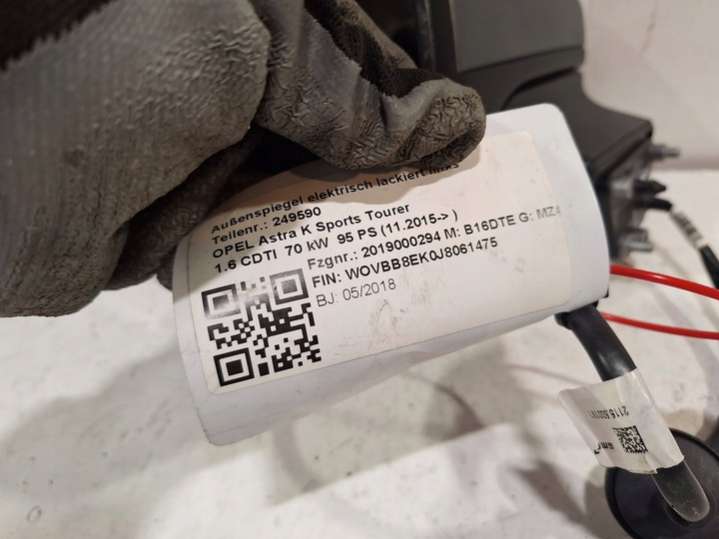 Außenspiegel elektrisch lackiert links
Teilenr.: 249590
OPEL Astra K Sports Tourer
1.6 CDTI 70 kW 95 PS (11.2015-> )
Fzgnr.: 2019000294 M: B16DTE G: MZ4
FIN: WOVBB8EK0J8061475
BJ: 05/2018